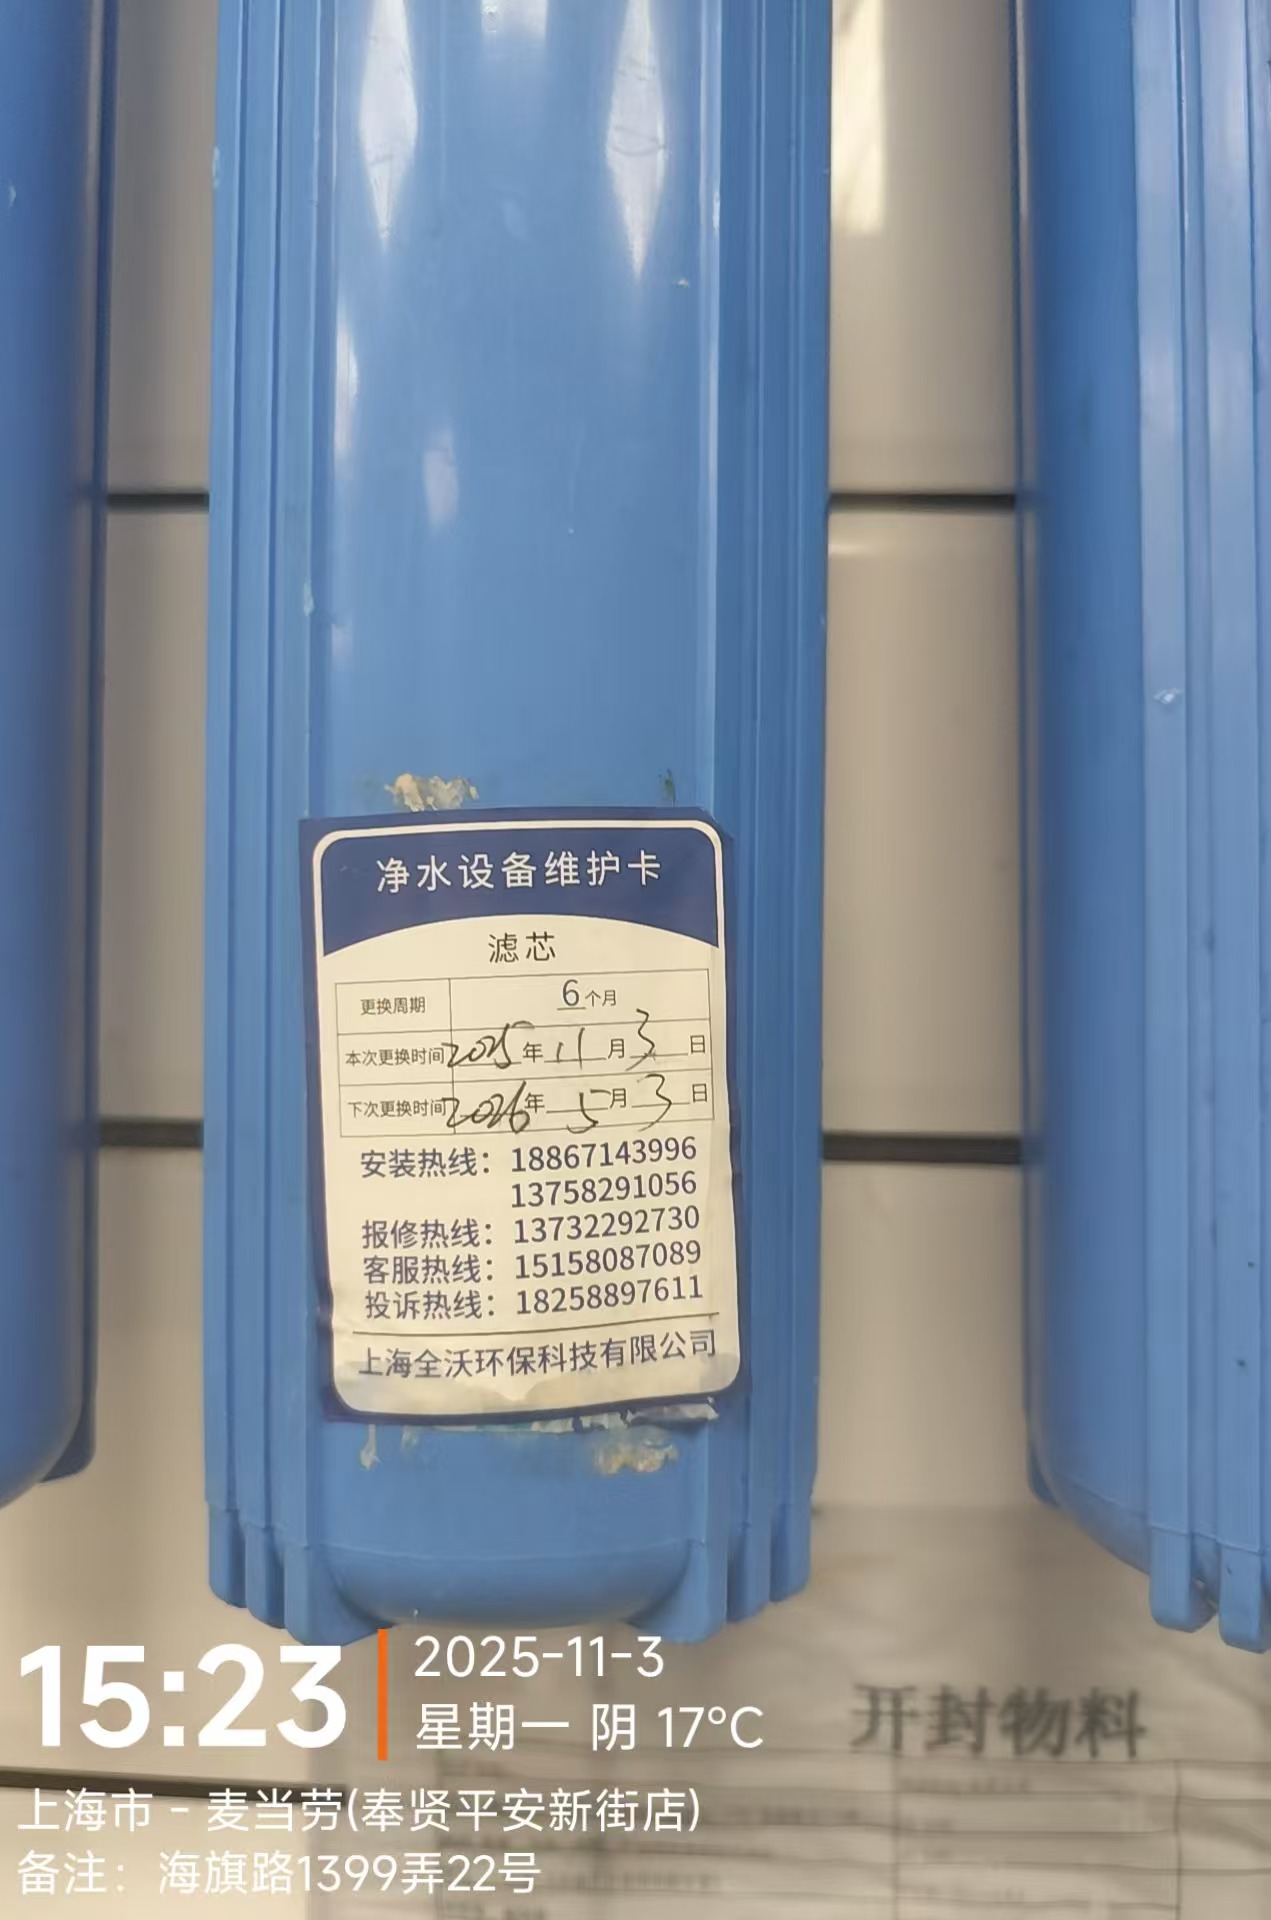 净水设备维护卡
滤芯
更换周期 6个月
本次更换时间 2025年11月3日
下次更换时间 2026年5月3日
安装热线：18867143996
13758291056
报修热线：13732292730
客服热线：15158087089
投诉热线：18258897611
上海全沃环保科技有限公司
开封物料
15:23
2025-11-3
星期一 阴 17°C
上海市 - 麦当劳(奉贤平安新街店)
备注：海旗路1399弄22号